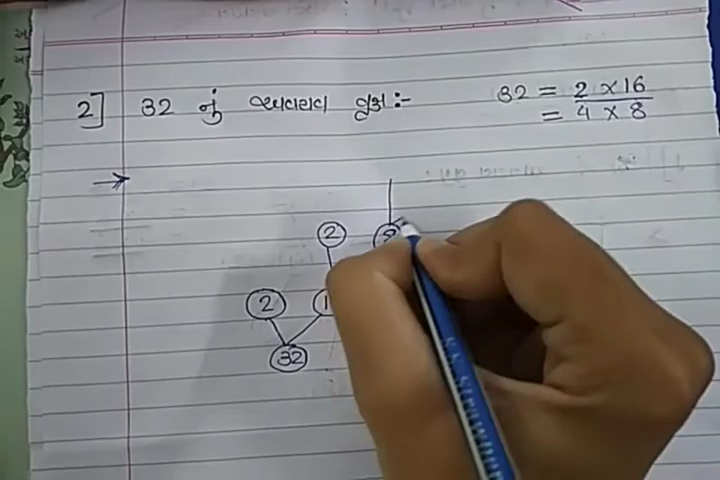 2] 32 નું અવયવ વૃક્ષ :- 32 = 2 × 16
= 4 × 8
2
2
32